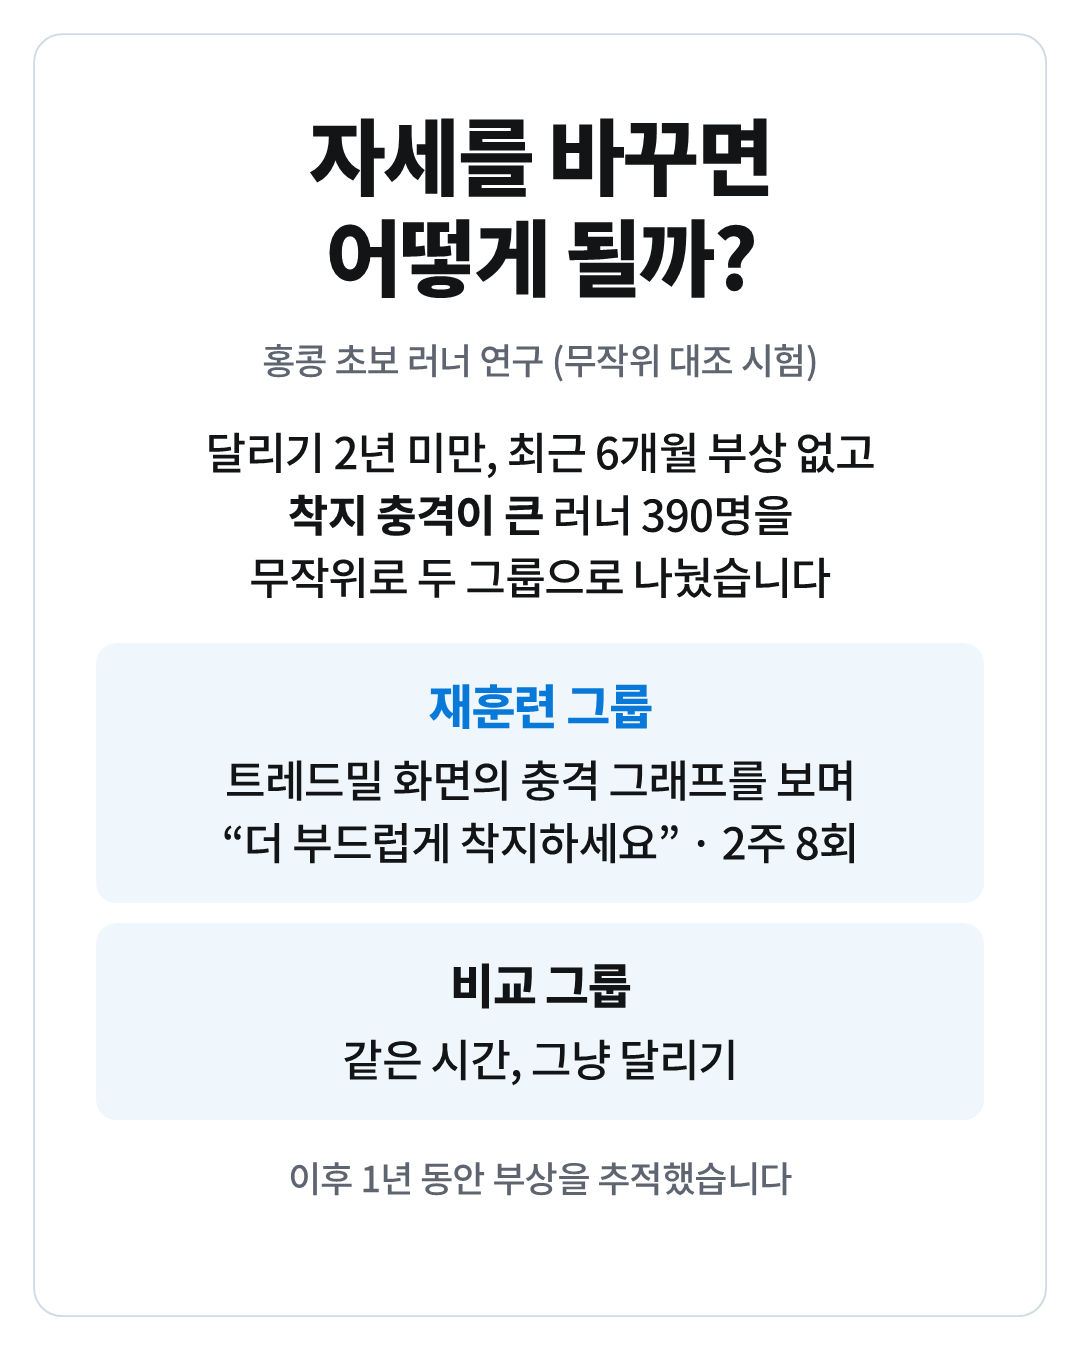 자세를 바꾸면
어떻게 될까?
홍콩 초보 러너 연구 (무작위 대조 시험)
달리기 2년 미만, 최근 6개월 부상 없고
착지 충격이 큰 러너 390명을
무작위로 두 그룹으로 나눴습니다
재훈련 그룹
트레드밀 화면의 충격 그래프를 보며
“더 부드럽게 착지하세요” · 2주 8회
비교 그룹
같은 시간, 그냥 달리기
이후 1년 동안 부상을 추적했습니다